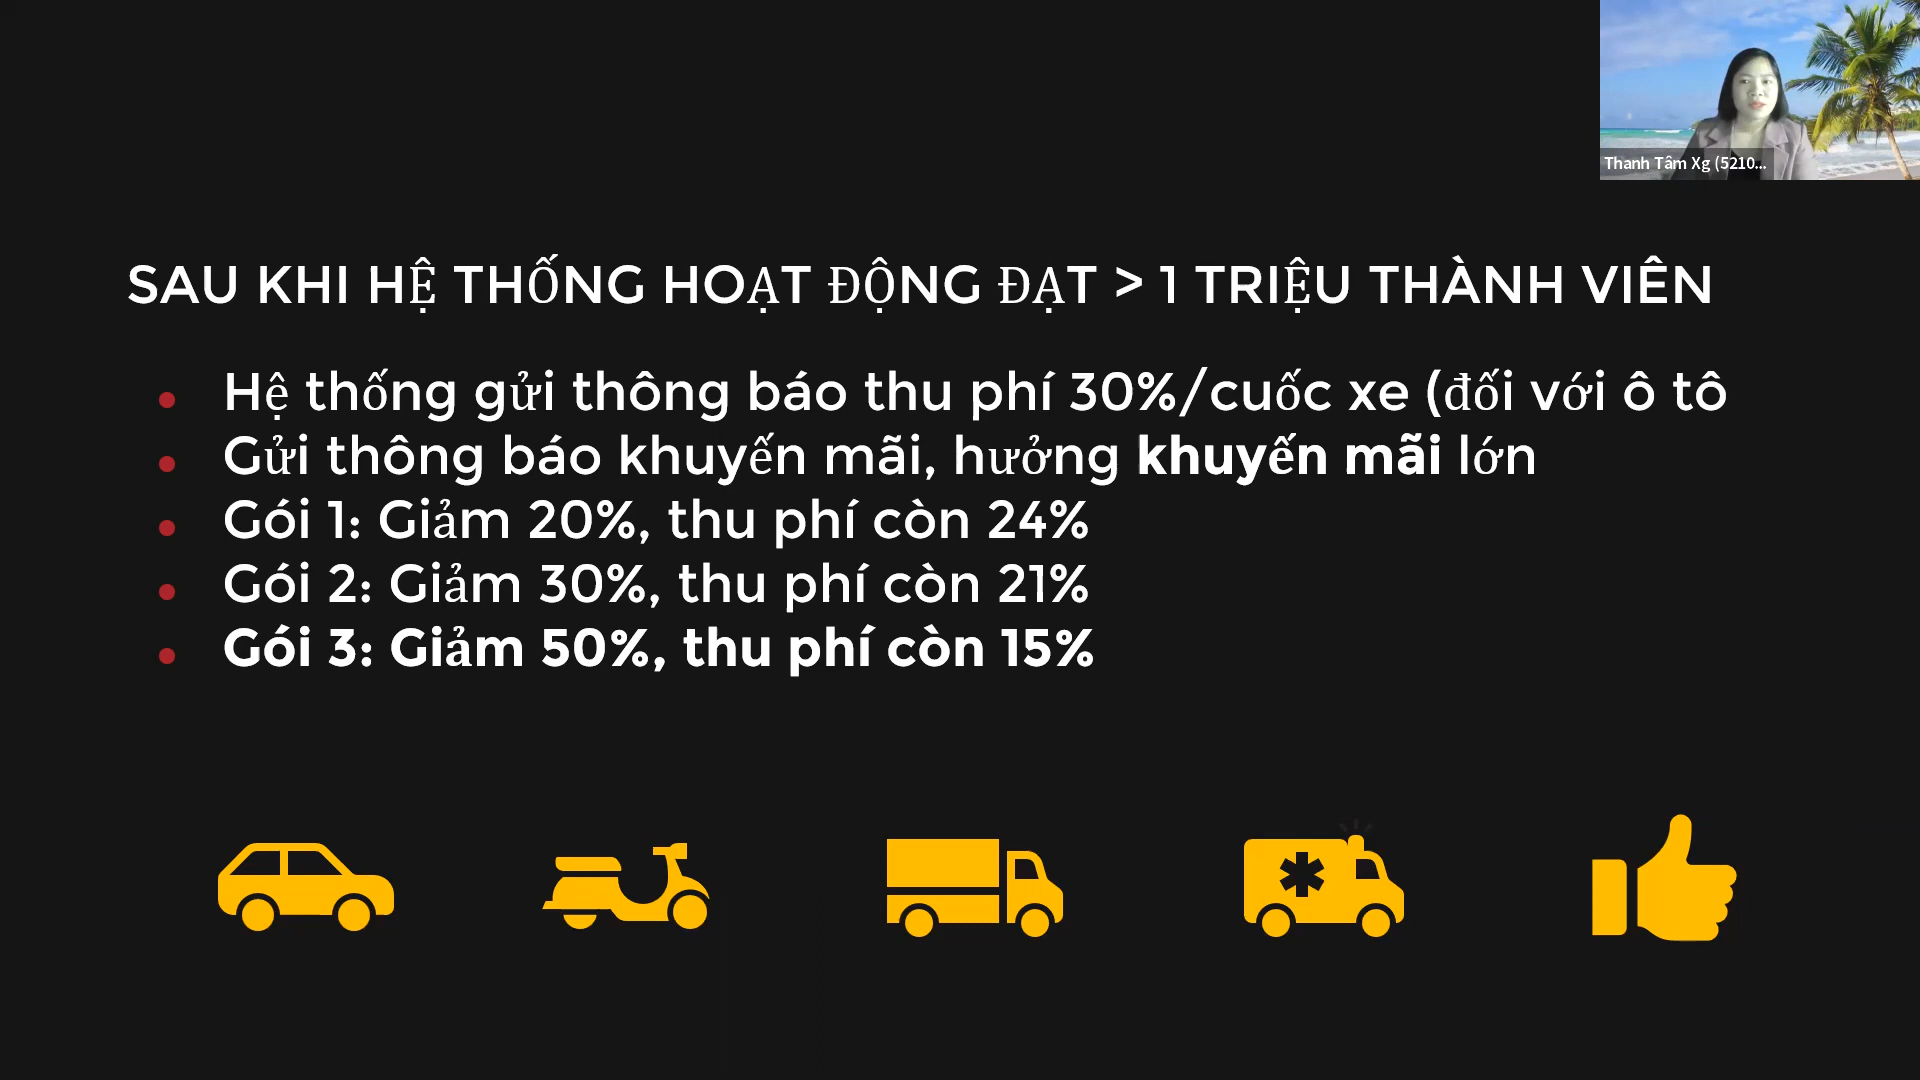 Thanh Tâm Xg (5210...
SAU KHI HỆ THỐNG HOẠT ĐỘNG ĐẠT > 1 TRIỆU THÀNH VIÊN
Hệ thống gửi thông báo thu phí 30%/cuốc xe (đối với ô tô
Gửi thông báo khuyến mãi, hưởng khuyến mãi lớn
Gói 1: Giảm 20%, thu phí còn 24%
Gói 2: Giảm 30%, thu phí còn 21%
Gói 3: Giảm 50%, thu phí còn 15%